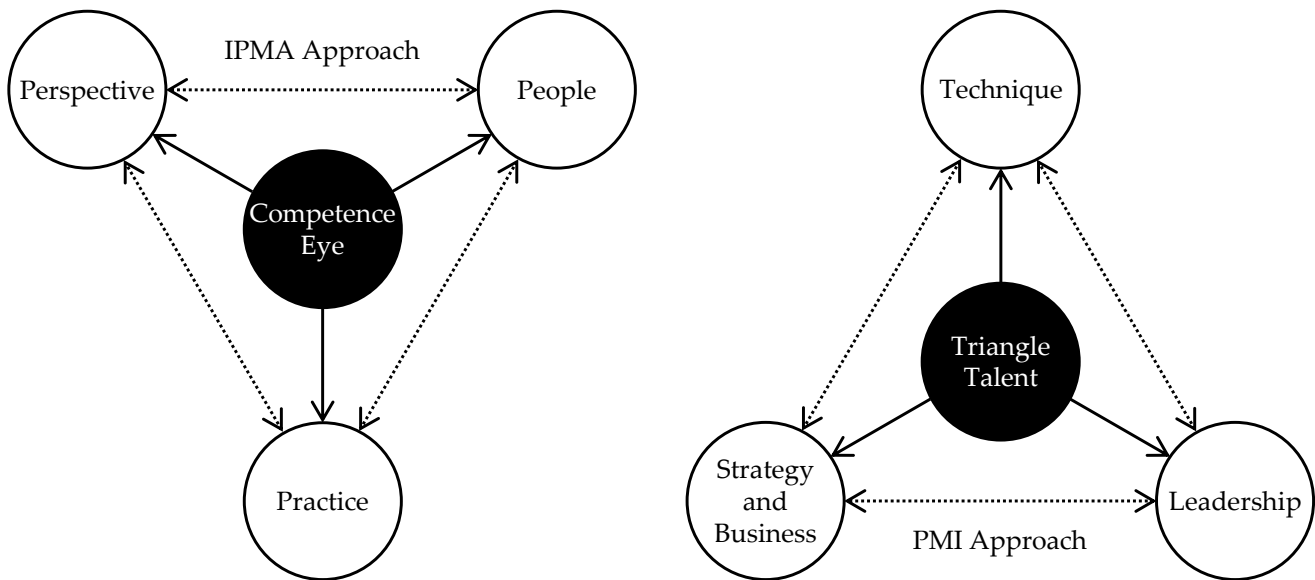 IPMA Approach
Perspective
People
Competence
Eye
Practice
Technique
Triangle
Talent
Strategy
and
Business
Leadership
PMI Approach